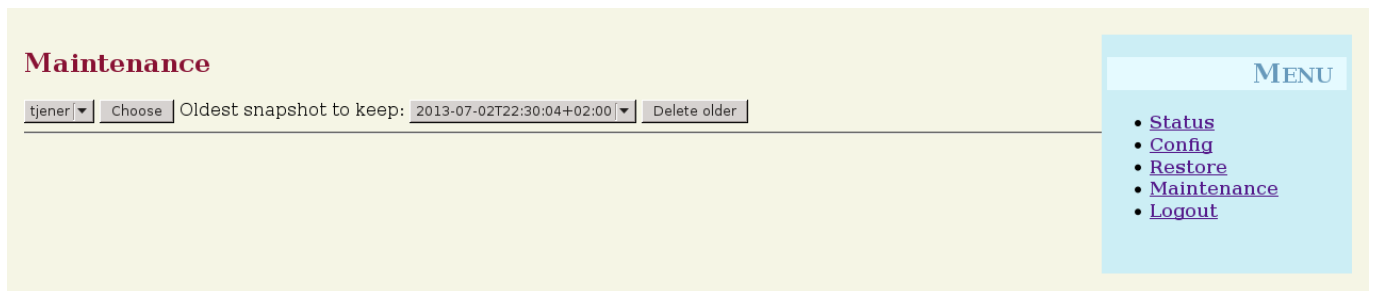 Maintenance
tjener Choose Oldest snapshot to keep: 2013-07-02T22:30:04+02:00 Delete older
MENU
Status
Config
Restore
Maintenance
Logout